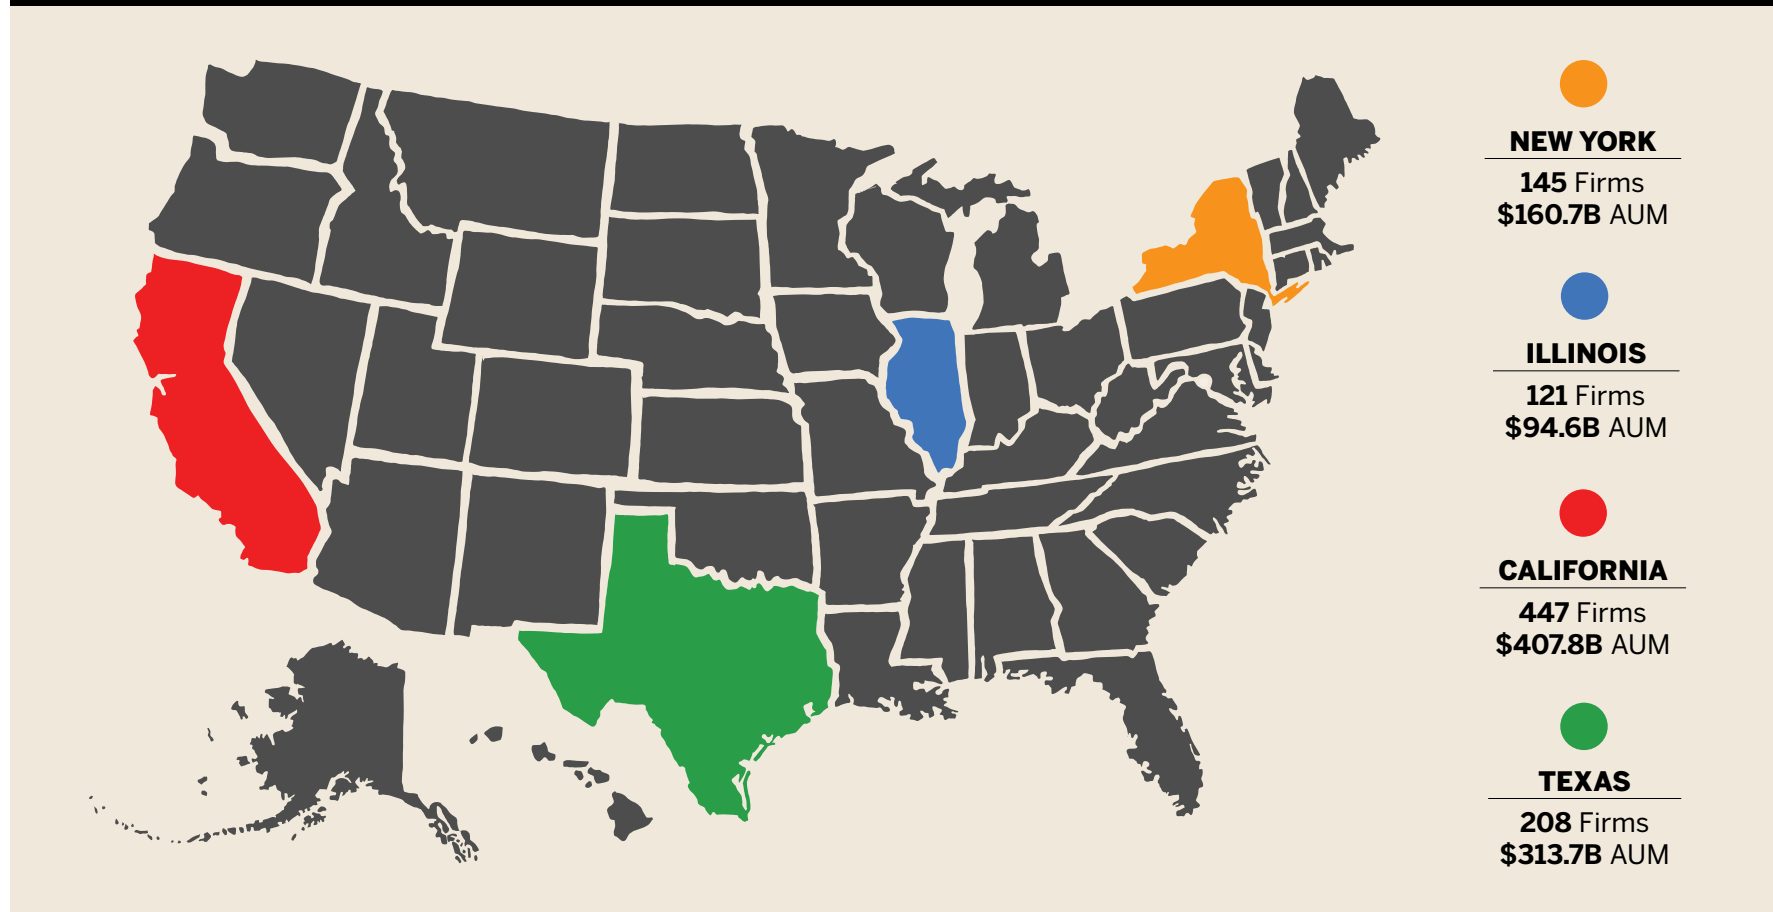 NEW YORK
145 Firms
$160.7B AUM
ILLINOIS
121 Firms
$94.6B AUM
CALIFORNIA
447 Firms
$407.8B AUM
TEXAS
208 Firms
$313.7B AUM